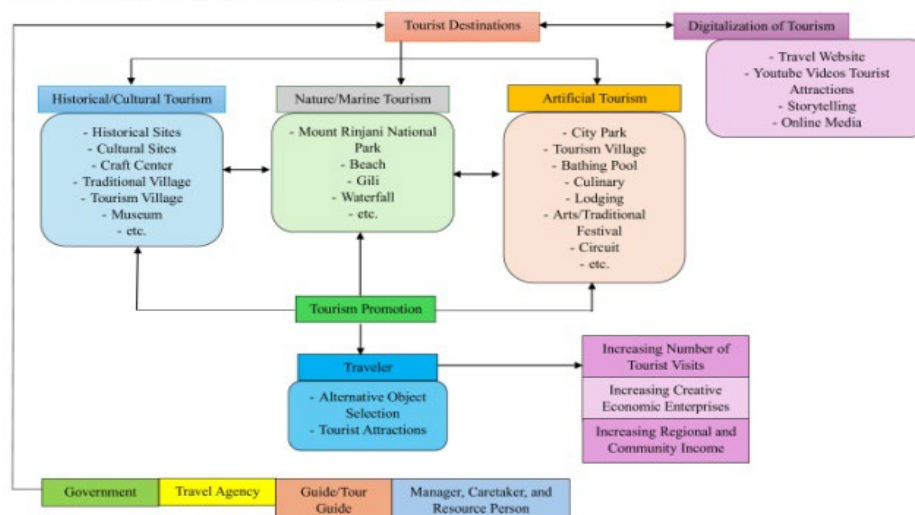 Tourist Destinations
Digitalization of Tourism
- Travel Website
- Youtube Videos Tourist
Attractions
- Storytelling
- Online Media
Historical/Cultural Tourism
- Historical Sites
- Cultural Sites
- Craft Center
- Traditional Village
- Tourism Village
- Museum
- etc.
Nature/Marine Tourism
- Mount Rinjani National
Park
- Beach
- Gili
- Waterfall
- etc.
Artificial Tourism
- City Park
- Tourism Village
- Bathing Pool
- Culinary
- Lodging
- Arts/Traditional
Festival
- Circuit
- etc.
Tourism Promotion
Traveler
- Alternative Object
Selection
- Tourist Attractions
Increasing Number of
Tourist Visits
Increasing Creative
Economic Enterprises
Increasing Regional and
Community Income
Government
Travel Agency
Guide/Tour
Guide
Manager, Caretaker, and
Resource Person